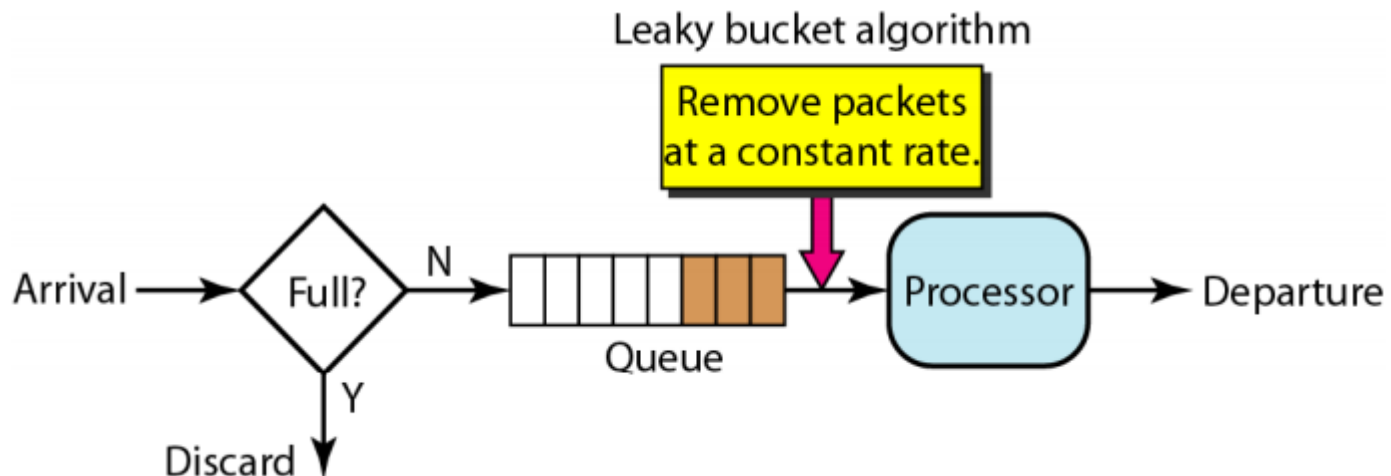 Leaky bucket algorithm
Remove packets
at a constant rate.
Arrival
Full?
N
Processor
Departure
Queue
Y
Discard